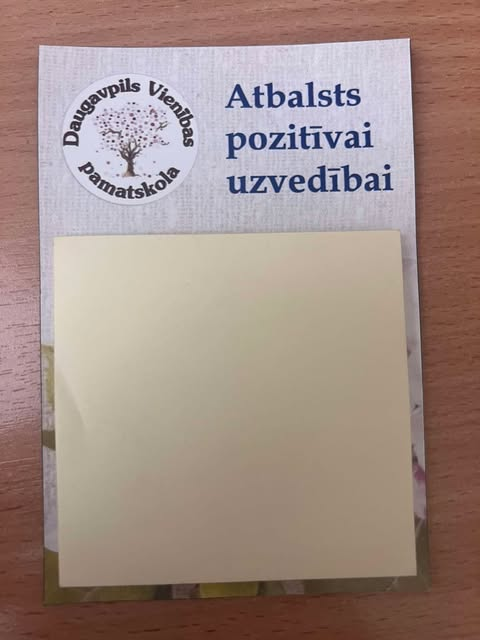 Daugavpils Vienības
pamatskola
Atbalsts
pozitīvai
uzvedībai